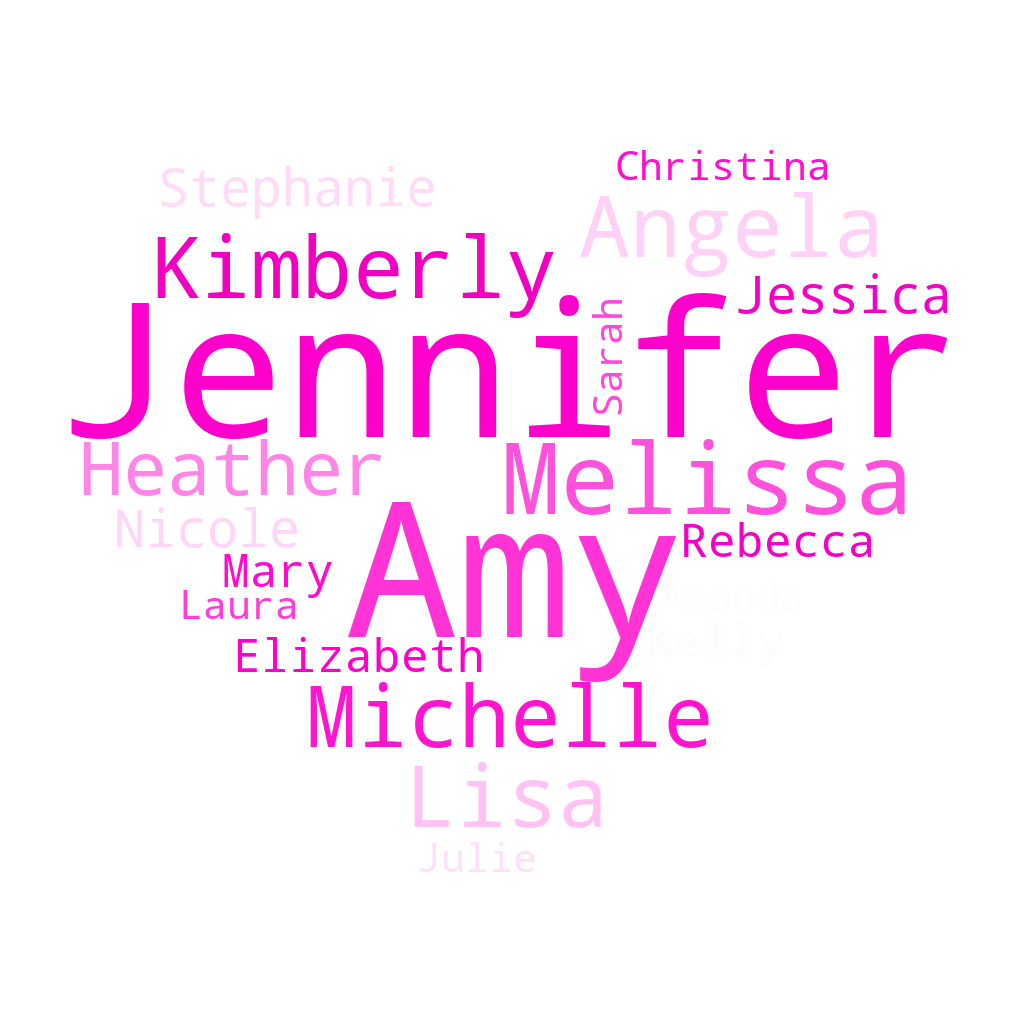 Christina
Stephanie
Angela
Kimberly
Jessica
Jennifer
Sarah
Heather
Melissa
Nicole
Amy
Rebecca
Mary
Amanda
Laura
Kelly
Elizabeth
Michelle
Lisa
Julie